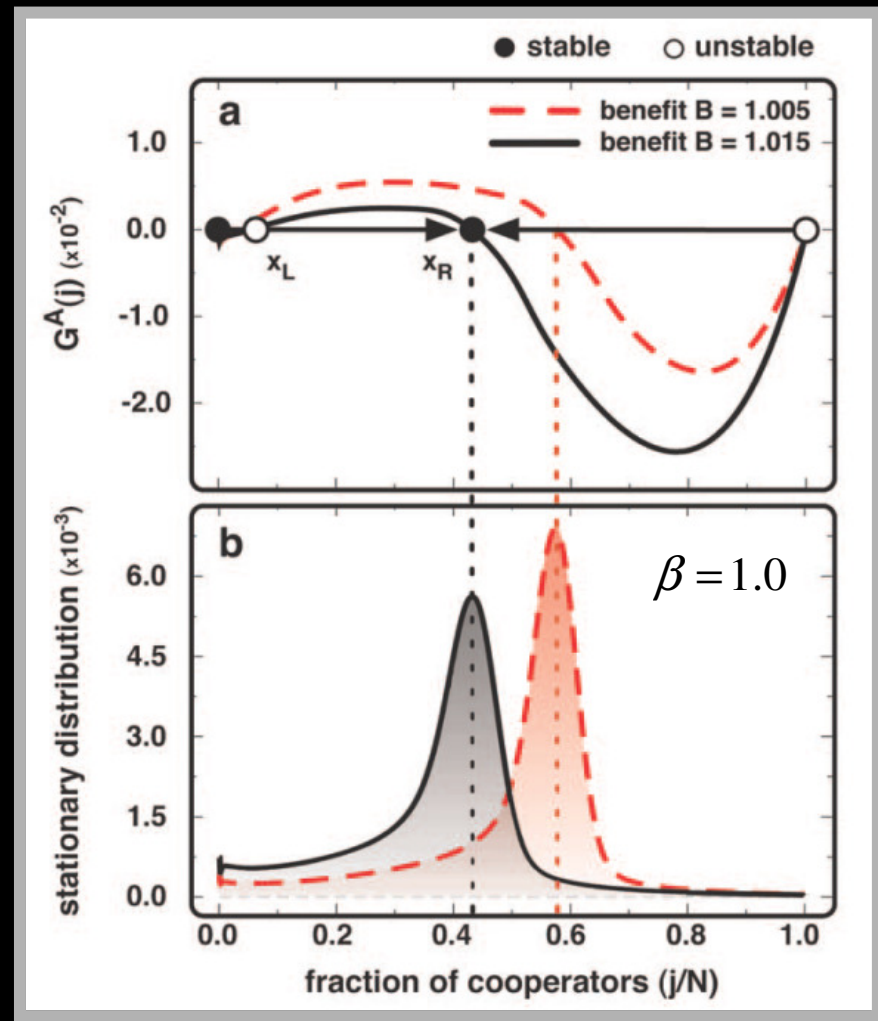 stable unstable
a
benefit B = 1.005
benefit B = 1.015
G^A(j) (x10^-2)
1.0
0.0
-1.0
-2.0
x_L x_R
b
β = 1.0
stationary distribution (x10^-3)
6.0
4.5
3.0
1.5
0.0
0.0 0.2 0.4 0.6 0.8 1.0
fraction of cooperators (j/N)